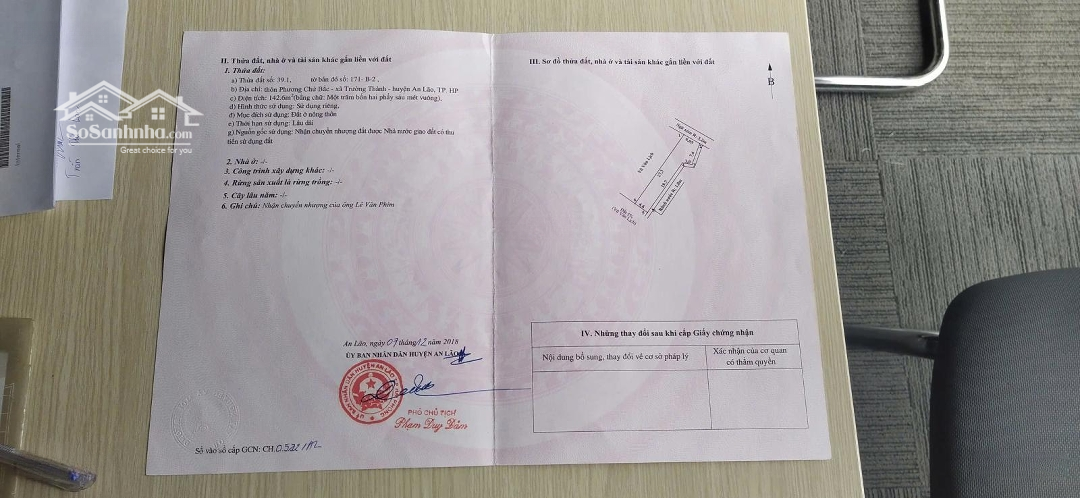 SoSanhnha.com
Great choice for you
II. Thửa đất, nhà ở và tài sản khác gắn liền với đất
1. Thửa đất:
a) Thửa đất số: 39.1, tờ bản đồ số: 171- B-2 ,
b) Địa chỉ: thôn Phương Chử Bắc - xã Trường Thành - huyện An Lão, TP. HP
c) Diện tích: 142.6m²(bằng chữ: Một trăm bốn hai phẩy sáu mét vuông),
d) Hình thức sử dụng: Sử dụng riêng,
đ) Mục đích sử dụng: Đất ở nông thôn
e) Thời hạn sử dụng: Lâu dài
g) Nguồn gốc sử dụng: Nhận chuyển nhượng đất được Nhà nước giao đất có thu
tiền sử dụng đất
2. Nhà ở: -/-
3. Công trình xây dựng khác: -/-
4. Rừng sản xuất là rừng trồng: -/-
5. Cây lâu năm: -/-
6. Ghi chú: Nhận chuyển nhượng của ông Lê Văn Phim
An Lão, ngày 09 tháng 12 năm 2018
ỦY BAN NHÂN DÂN HUYỆN AN LÃO
PHÓ CHỦ TỊCH
Phạm Duy Đảm
Số vào sổ cấp GCN: CH.
III. Sơ đồ thửa đất, nhà ở và tài sản khác gắn liền với đất
B
IV. Những thay đổi sau khi cấp Giấy chứng nhận
Nội dung bổ sung, thay đổi về cơ sở pháp lý
Xác nhận của cơ quan
có thẩm quyền